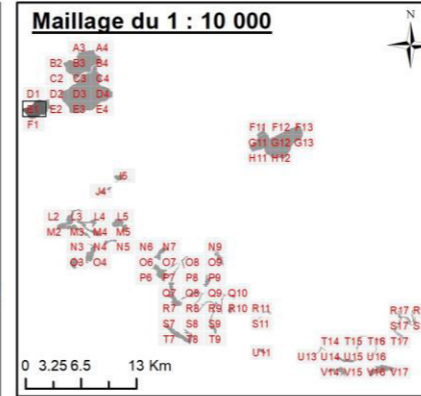 Maillage du 1 : 10 000
N
A3 A4
B2 B3 B4
C2 C3 C4
D1 D2 D3 D4
E1 E2 E3 E4
F1
F11 F12 F13
G11 G12 G13
H11 H12
J4
L2 L3 L4 L5
M2 M3 M4 M5
N3 N4 N5 N6 N7 N9
O3 O4 O6 O7 O8 O9
P6 P7 P8 P9
Q7 Q8 Q9 Q10
R7 R8 R9 R10 R11 R17
S7 S8 S9 S11 S17
T7 T8 T9 T14 T15 T16 T17
U11 U13 U14 U15 U16
V14 V15 V16 V17
0 3.25 6.5 13 Km